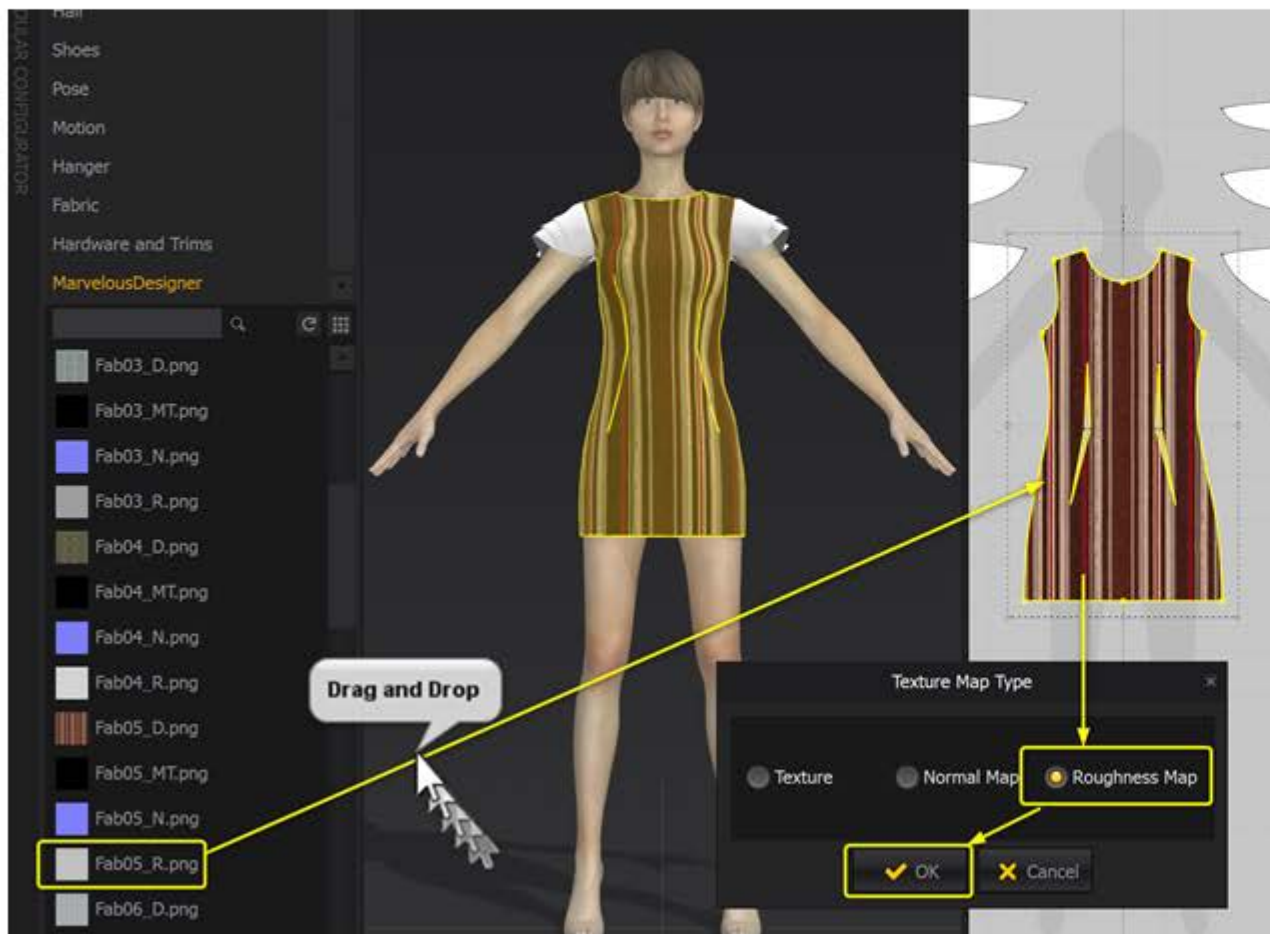 Hair
DULAR CONFIGURATOR
Shoes
Pose
Motion
Hanger
Fabric
Hardware and Trims
MarvelousDesigner
Fab03_D.png
Fab03_MT.png
Fab03_N.png
Fab03_R.png
Fab04_D.png
Fab04_MT.png
Fab04_N.png
Fab04_R.png
Fab05_D.png
Fab05_MT.png
Fab05_N.png
Fab05_R.png
Fab06_D.png
Drag and Drop
Texture Map Type
Texture
Normal Map
Roughness Map
OK
Cancel